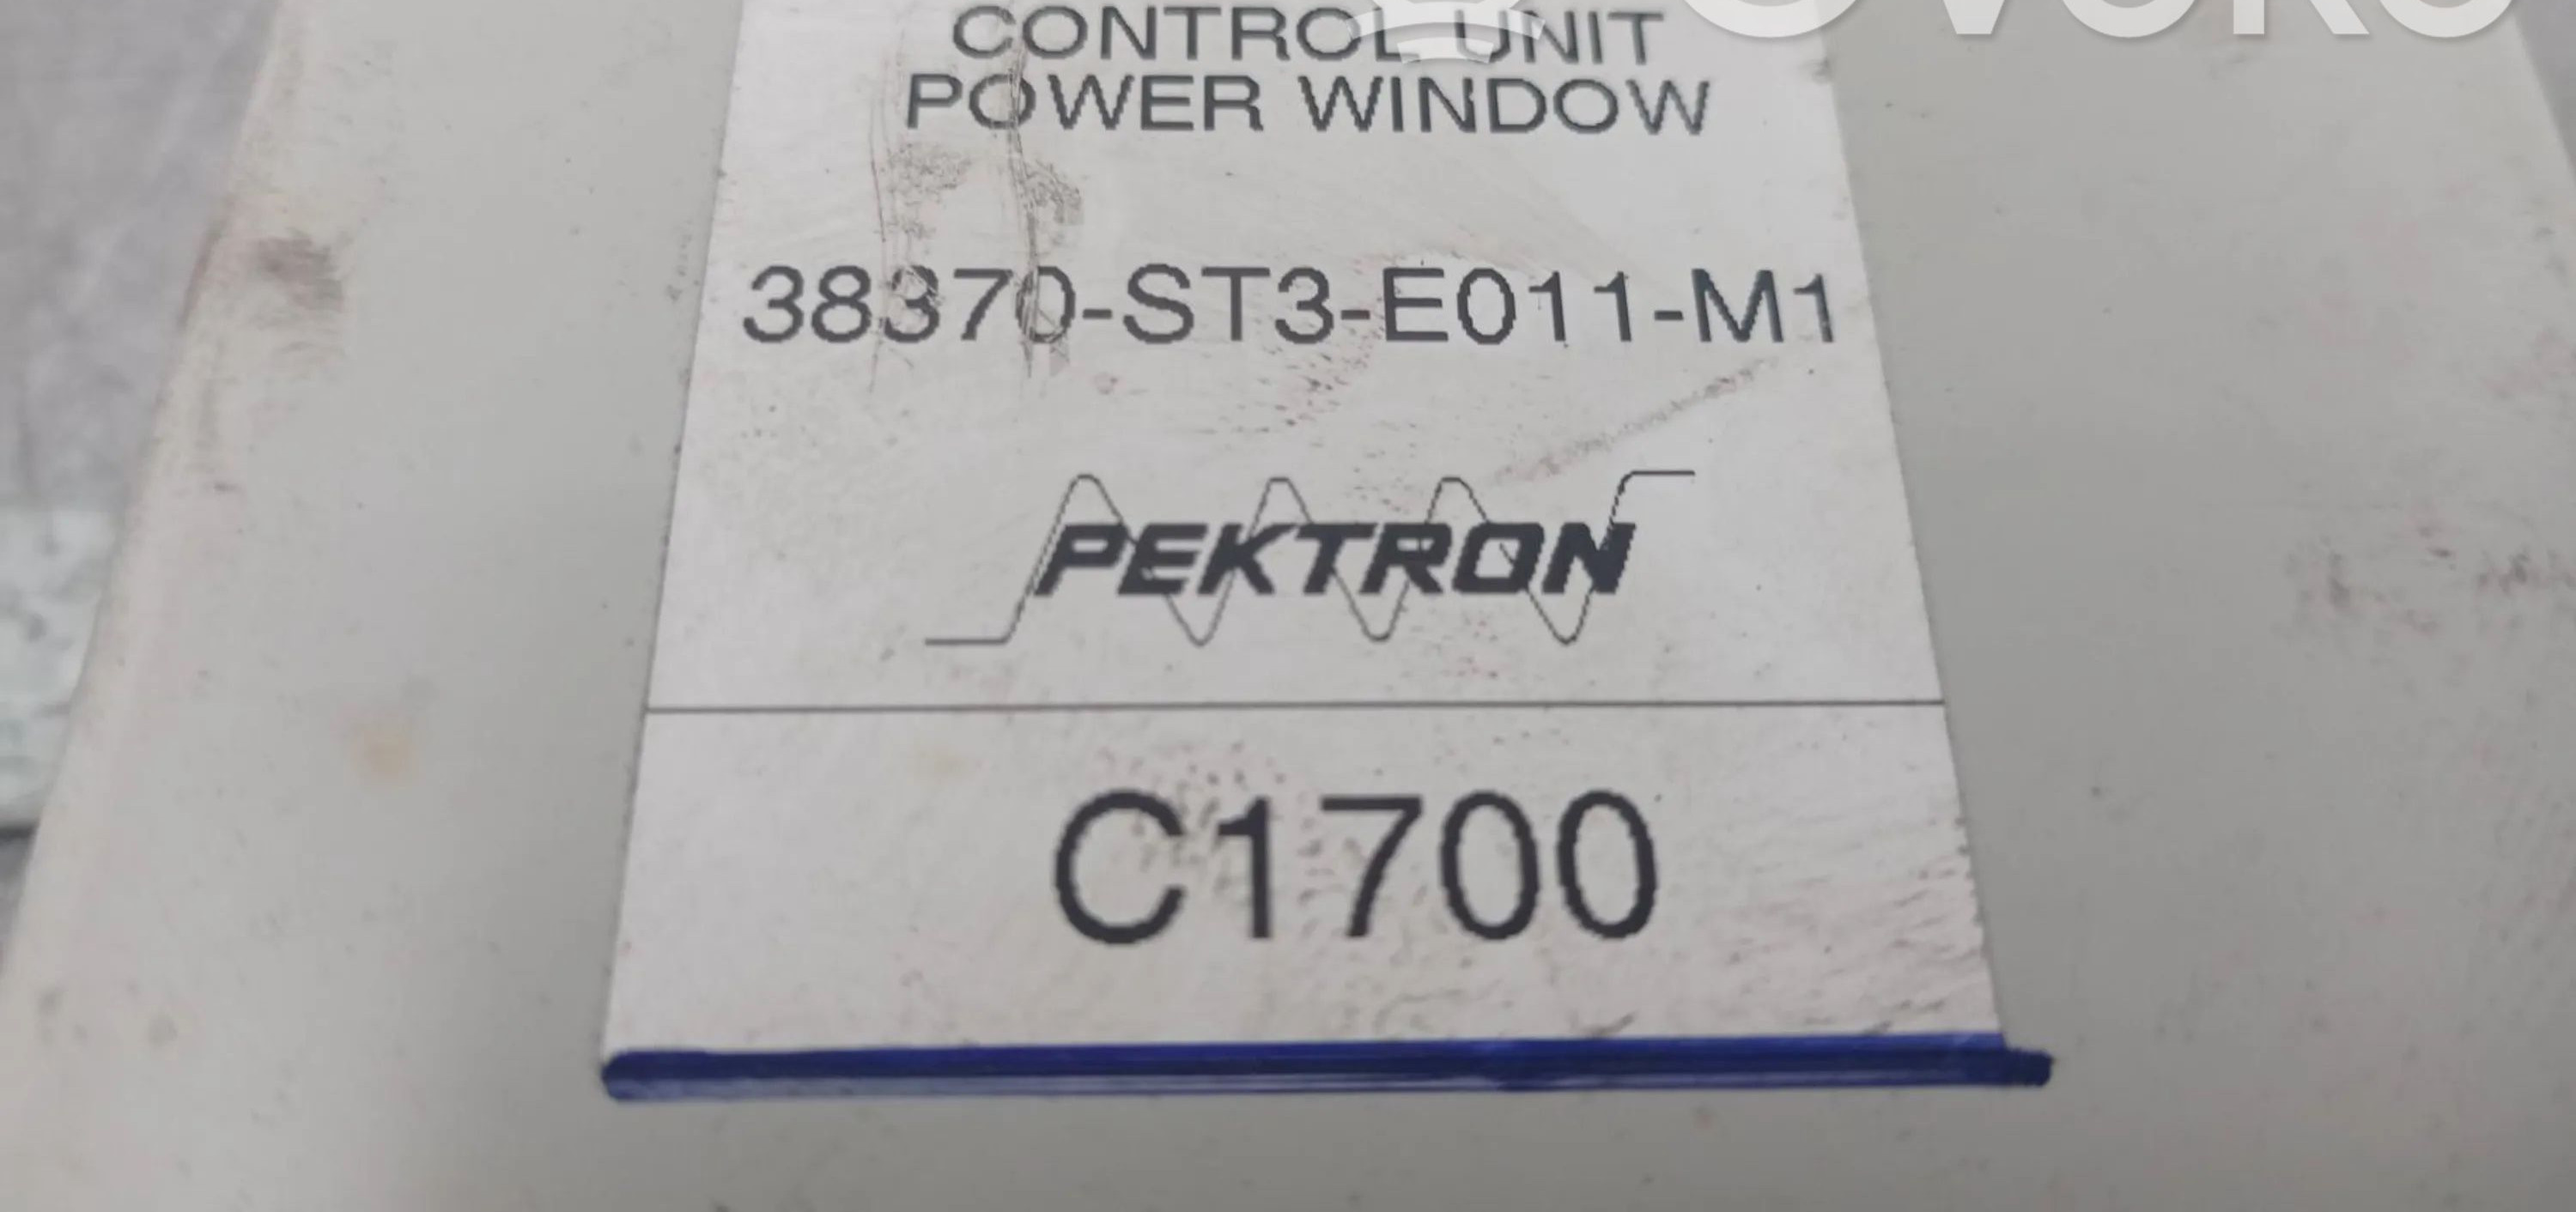 CONTROL UNIT
POWER WINDOW
38370-ST3-E011-M1
PEKTRON
C1700